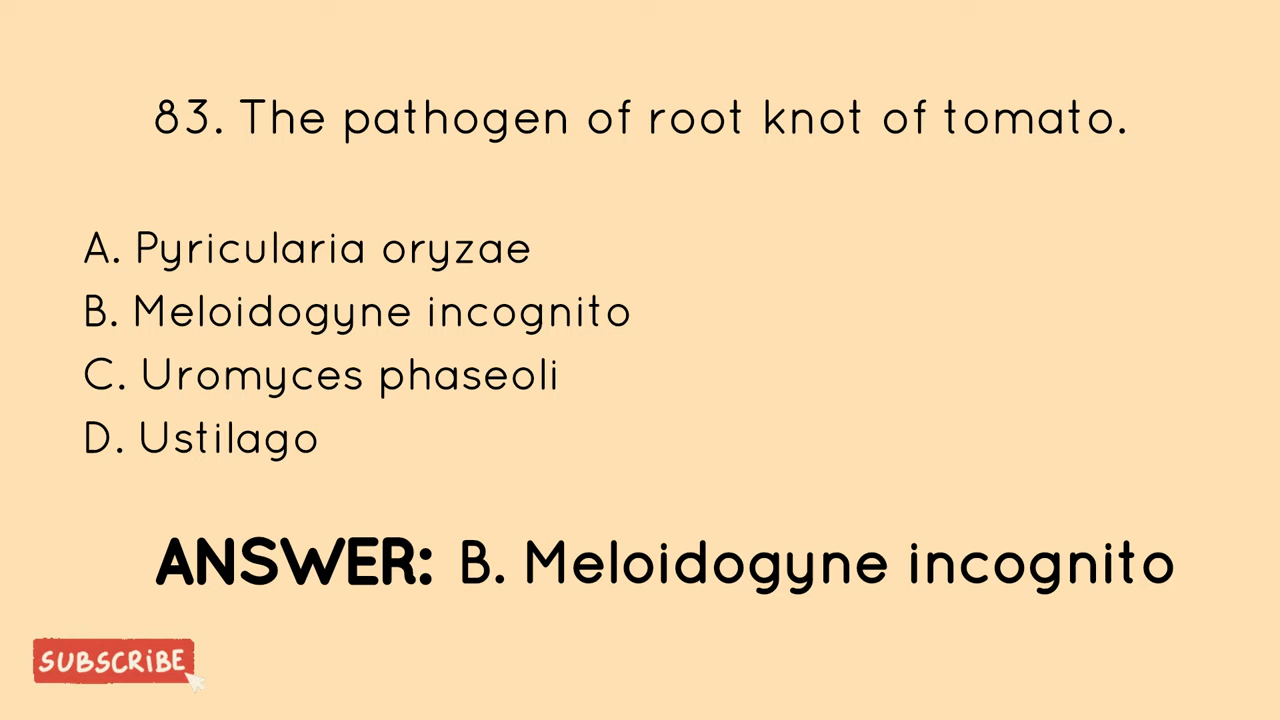 83. The pathogen of root knot of tomato.
A. Pyricularia oryzae
B. Meloidogyne incognito
C. Uromyces phaseoli
D. Ustilago
ANSWER: B. Meloidogyne incognito
SUBSCRiBE